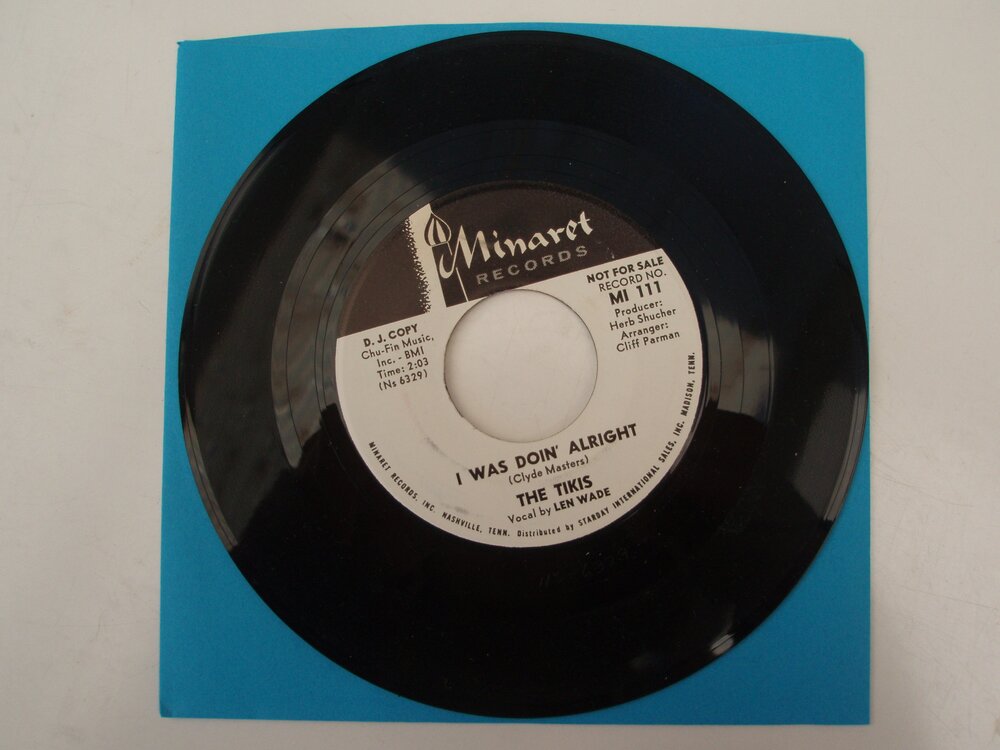 Minaret
RECORDS
D. J. COPY
Chu-Fin Music,
Inc. - BMI
Time: 2:03
(Ns 6329)
NOT FOR SALE
RECORD NO.
MI 111
Producer:
Herb Shucher
Arranger:
Cliff Parman
I WAS DOIN' ALRIGHT
(Clyde Masters)
THE TIKIS
Vocal by LEN WADE
MINARET RECORDS, INC. NASHVILLE, TENN. Distributed by STARDAY INTERNATIONAL SALES, INC. MADISON, TENN.